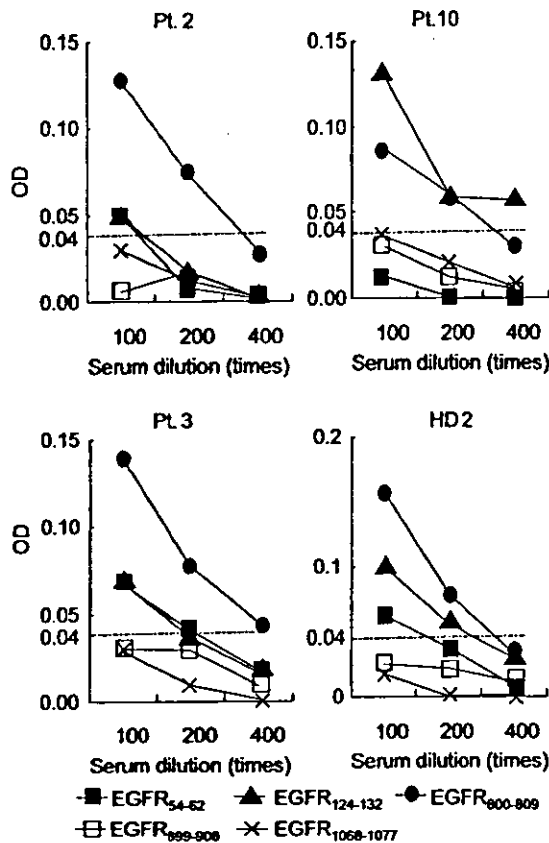 Pt. 2
0.15
0.10
0.05
0.04
0.00
OD
100 200 400
Serum dilution (times)
Pt.10
0.15
0.10
0.05
0.04
0.00
100 200 400
Serum dilution (times)
Pt. 3
0.15
0.10
0.05
0.04
0.00
OD
100 200 400
Serum dilution (times)
HD2
0.2
0.1
0.04
0
100 200 400
Serum dilution (times)
EGFR54-62 EGFR124-132 EGFR800-809
EGFR899-908 EGFR1068-1077